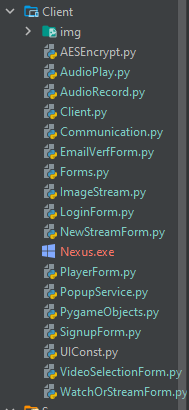 Client
img
AESEncrypt.py
AudioPlay.py
AudioRecord.py
Client.py
Communication.py
EmailVerfForm.py
Forms.py
ImageStream.py
LoginForm.py
NewStreamForm.py
Nexus.exe
PlayerForm.py
PopupService.py
PygameObjects.py
SignupForm.py
UIConst.py
VideoSelectionForm.py
WatchOrStreamForm.py